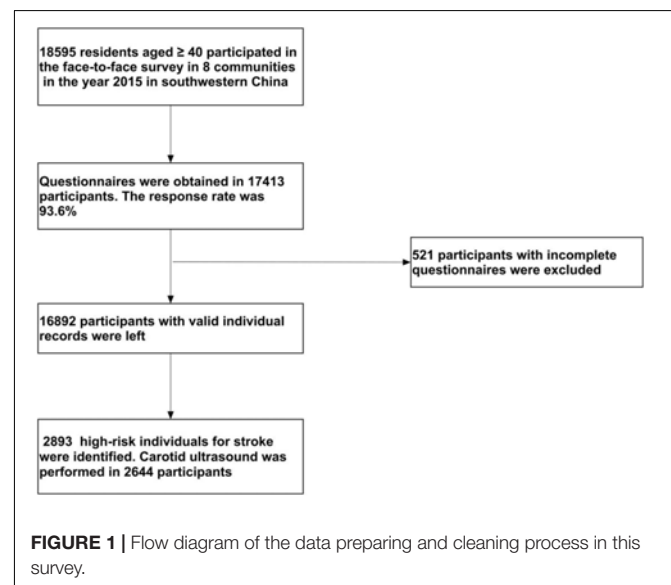 18595 residents aged ≥ 40 participated in
the face-to-face survey in 8 communities
in the year 2015 in southwestern China
Questionnaires were obtained in 17413
participants. The response rate was
93.6%
521 participants with incomplete
questionnaires were excluded
16892 participants with valid individual
records were left
2893 high-risk individuals for stroke
were identified. Carotid ultrasound was
performed in 2644 participants
FIGURE 1 | Flow diagram of the data preparing and cleaning process in this
survey.